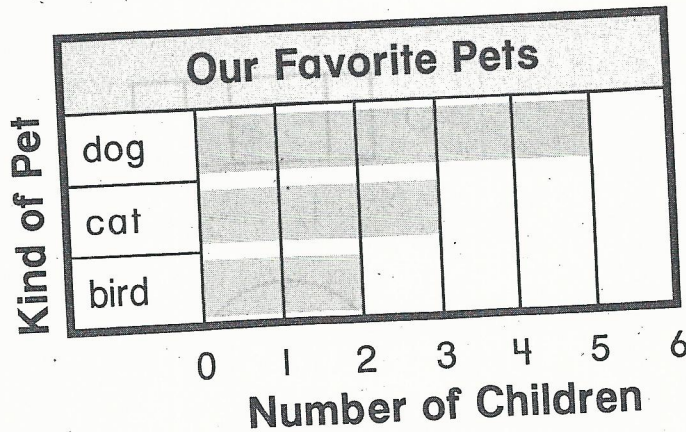 Our Favorite Pets
Kind of Pet
dog
cat
bird
0 1 2 3 4 5 6
Number of Children